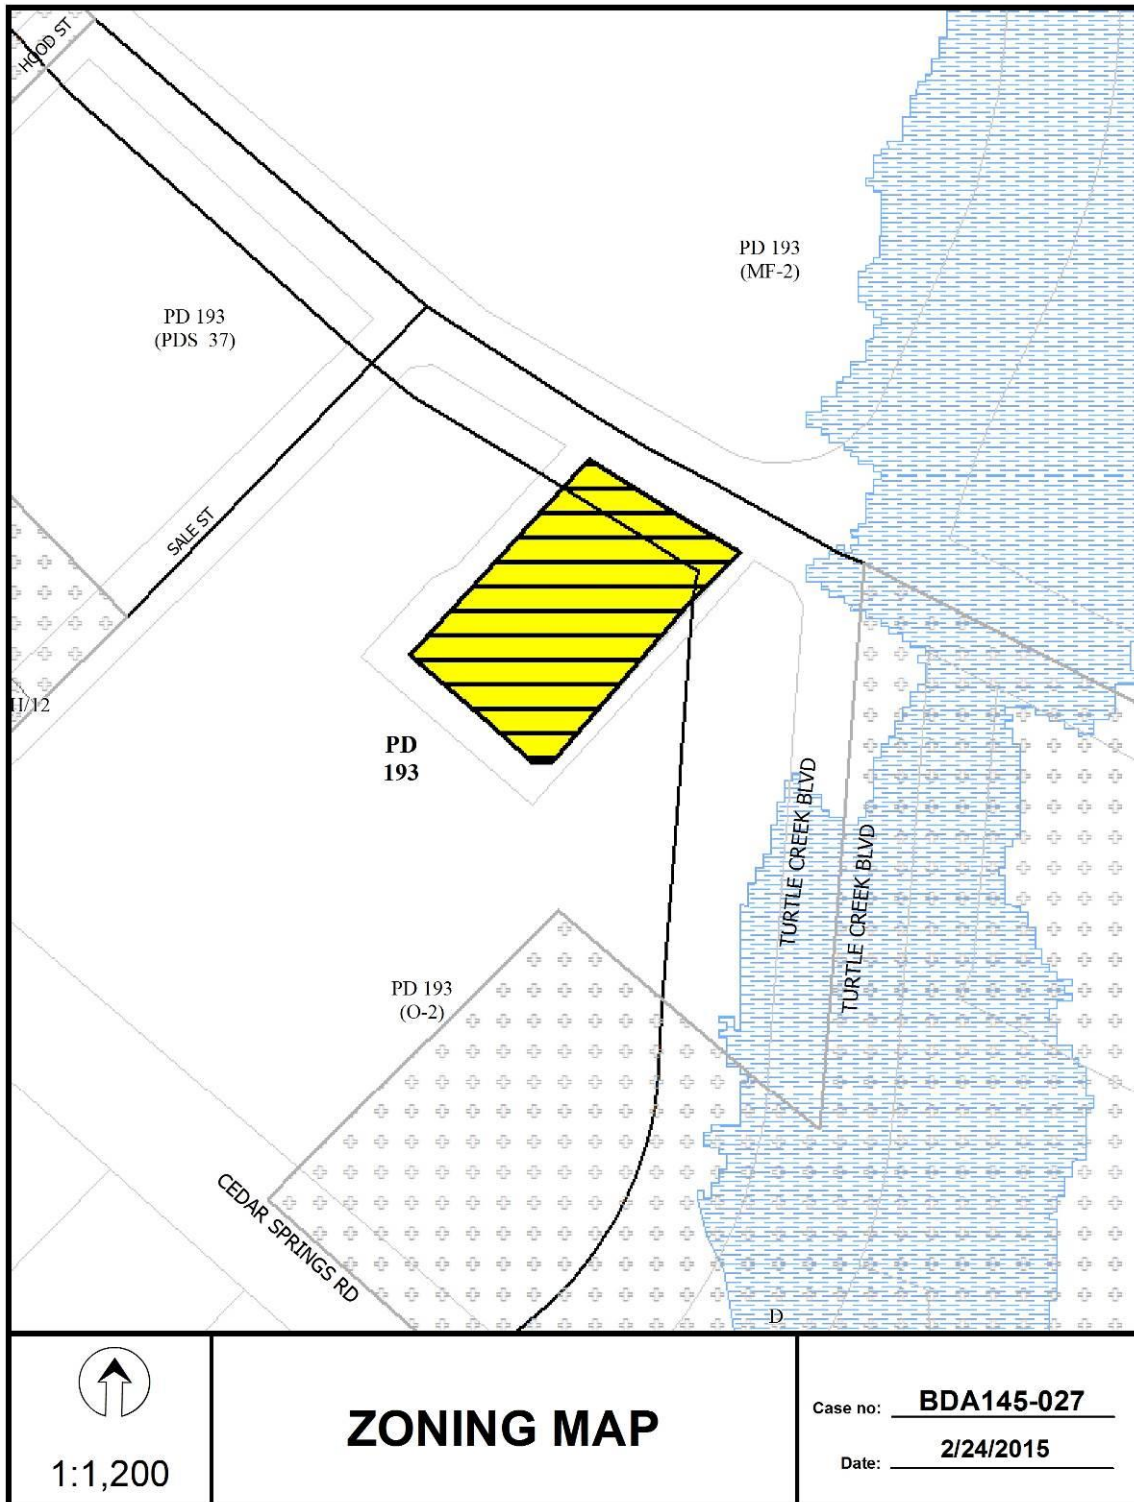 HOOD ST
PD 193
(MF-2)
PD 193
(PDS 37)
SALE ST
H/12
PD
193
TURTLE CREEK BLVD
TURTLE CREEK BLVD
PD 193
(O-2)
CEDAR SPRINGS RD
D
1:1,200
ZONING MAP
Case no: BDA145-027
Date: 2/24/2015